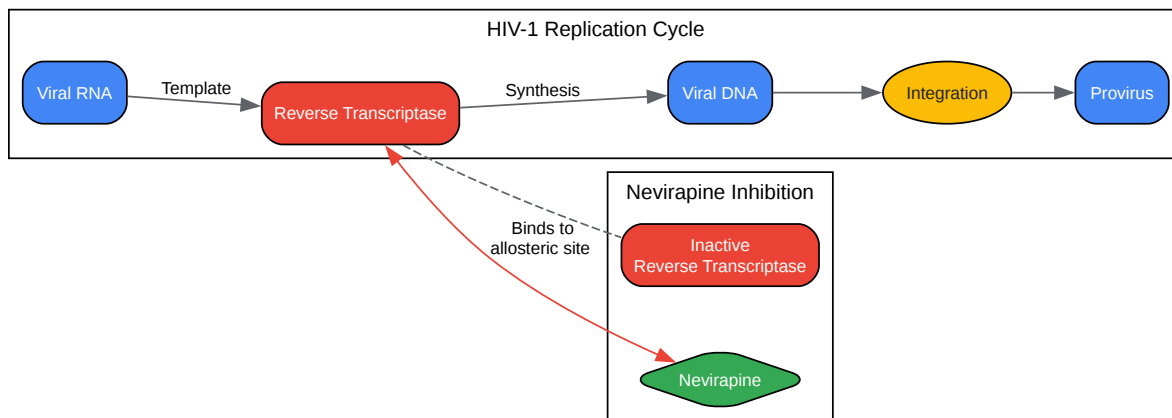 HIV-1 Replication Cycle
Viral RNA
Template
Reverse Transcriptase
Synthesis
Viral DNA
Integration
Provirus
Nevirapine Inhibition
Binds to
allosteric site
Inactive
Reverse Transcriptase
Nevirapine